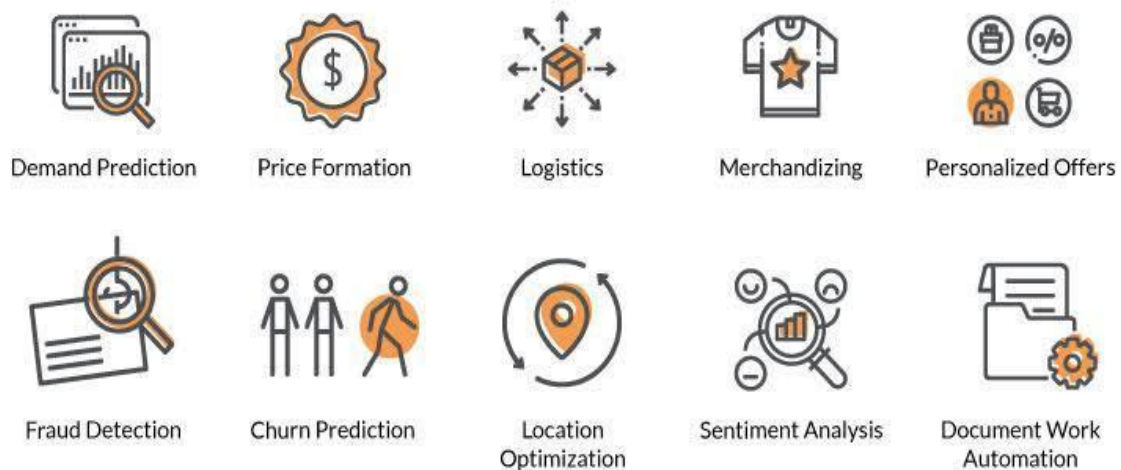 $
Demand Prediction
Price Formation
Logistics
Merchandizing
%
Personalized Offers
Fraud Detection
Churn Prediction
Location
Optimization
Sentiment Analysis
Document Work
Automation